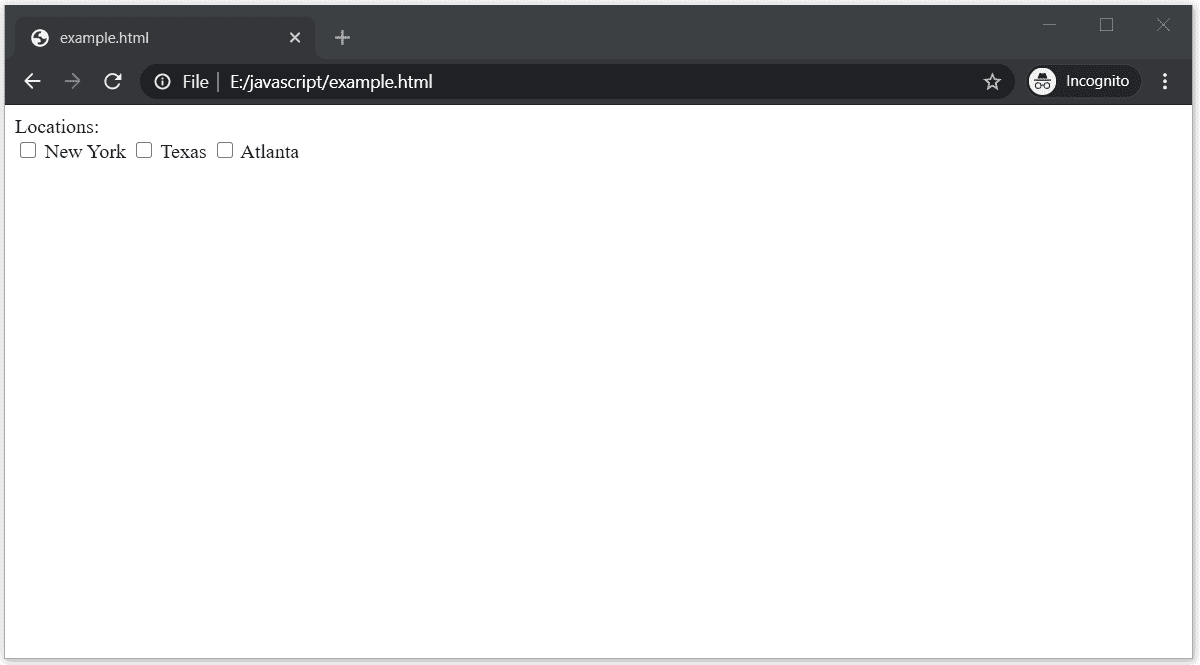 example.html
File E:/javascript/example.html Incognito
Locations:
New York Texas Atlanta